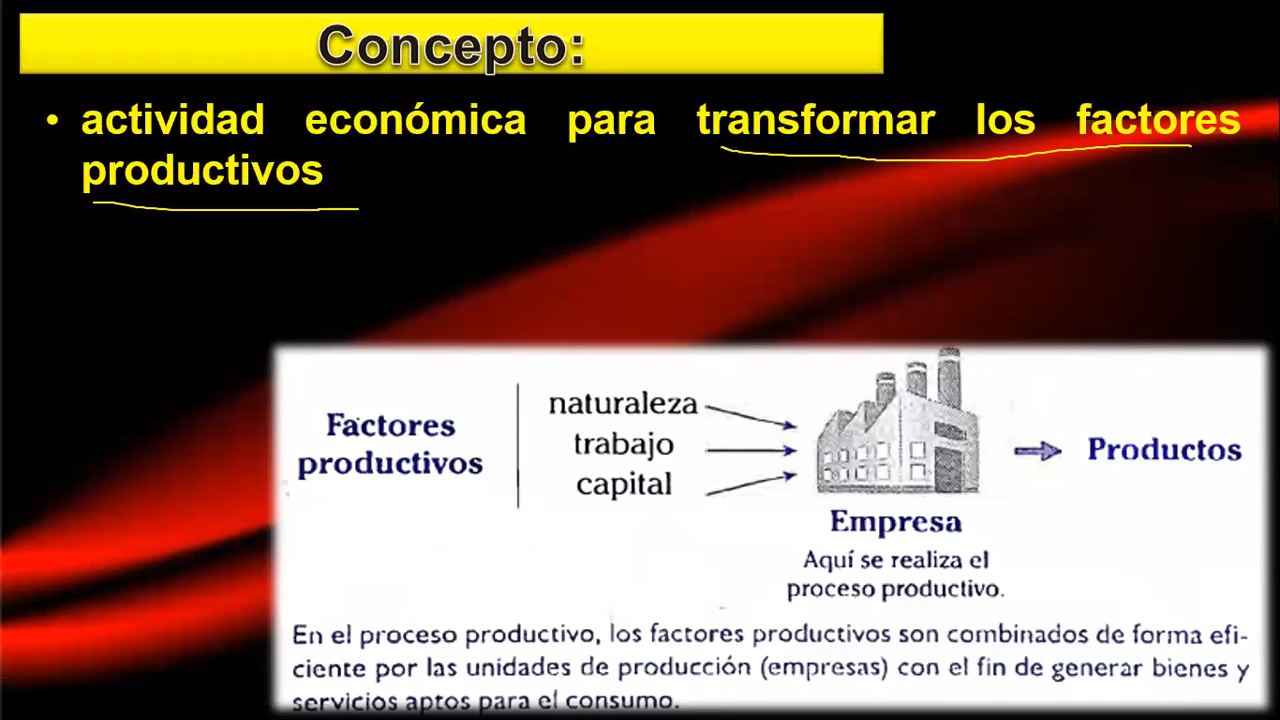 Concepto:
• actividad económica para transformar los factores
productivos
Factores
productivos
naturaleza
trabajo
capital
Empresa
Aquí se realiza el
proceso productivo.
Productos
En el proceso productivo, los factores productivos son combinados de forma efi-
ciente por las unidades de producción (empresas) con el fin de generar bienes y
servicios aptos para el consumo.